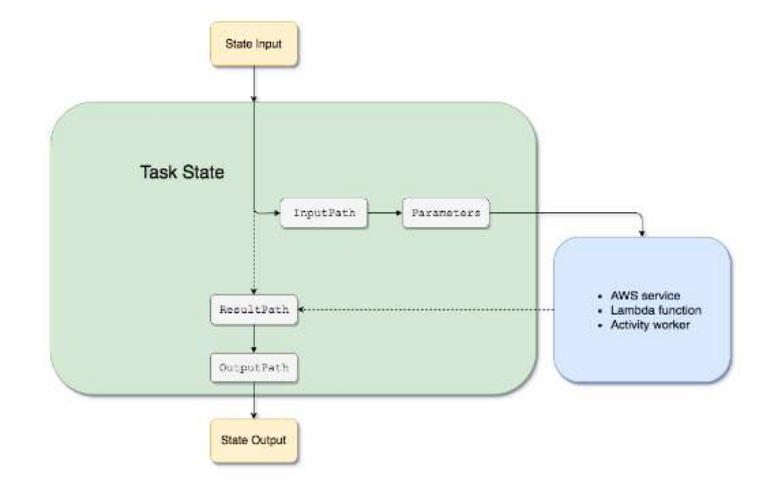 State Input
Task State
InputPath
Parameters
• AWS service
• Lambda function
• Activity worker
ResultPath
OutputPath
State Output